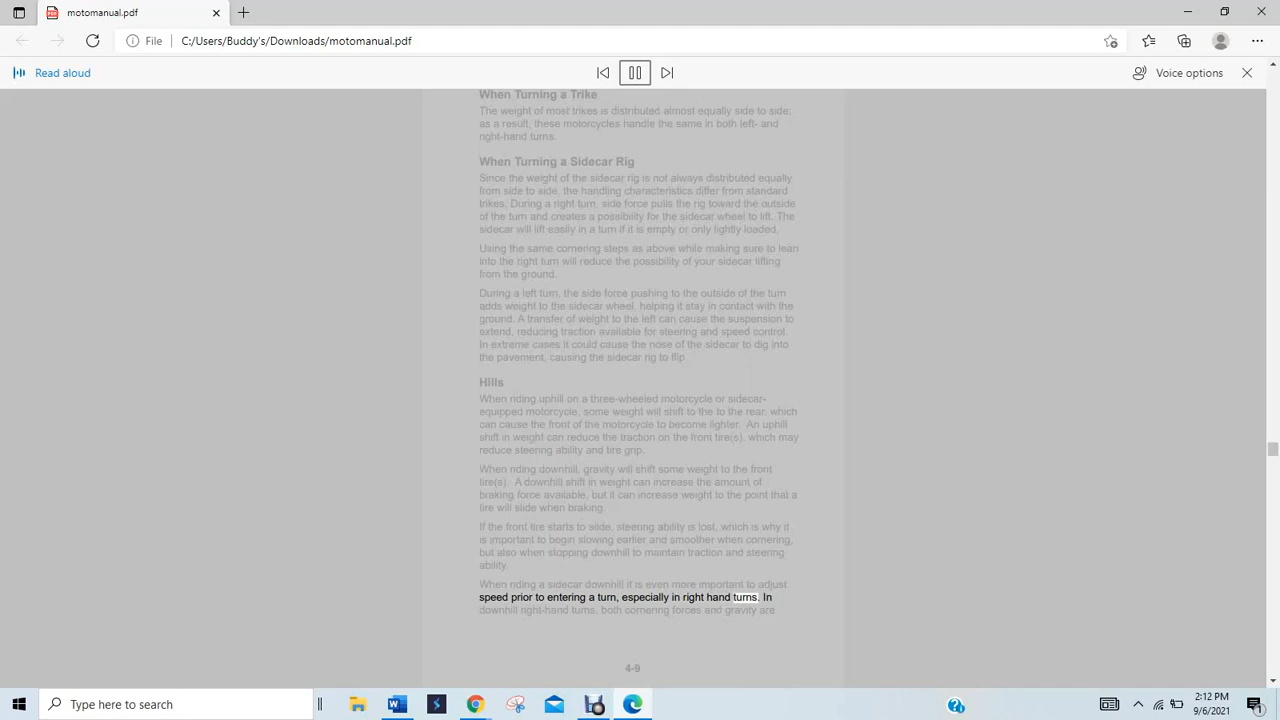 motomanual.pdf
File
C:/Users/Buddy's/Downloads/motomanual.pdf
Read aloud
Voice options
When Turning a Trike
The weight of most trikes is distributed almost equally side to side;
as a result, these motorcycles handle the same in both left- and
right-hand turns.
When Turning a Sidecar Rig
Since the weight of the sidecar rig is not always distributed equally
from side to side, the handling characteristics differ from standard
trikes. During a right turn, side force pulls the rig toward the outside
of the turn and creates a possibility for the sidecar wheel to lift. The
sidecar will lift easily in a turn if it is empty or only lightly loaded.
Using the same cornering steps as above while making sure to lean
into the right turn will reduce the possibility of your sidecar lifting
from the ground.
During a left turn, the side force pushing to the outside of the turn
adds weight to the sidecar wheel, helping it stay in contact with the
ground. A transfer of weight to the left can cause the suspension to
extend, reducing traction available for steering and speed control.
In extreme cases it could cause the nose of the sidecar to dig into
the pavement, causing the sidecar rig to flip.
Hills
When riding uphill on a three-wheeled motorcycle or sidecar-
equipped motorcycle, some weight will shift to the to the rear, which
can cause the front of the motorcycle to become lighter. An uphill
shift in weight can reduce the traction on the front tire(s), which may
reduce steering ability and tire grip.
When riding downhill, gravity will shift some weight to the front
tire(s). A downhill shift in weight can increase the amount of
braking force available, but it can increase weight to the point that a
tire will slide when braking.
If the front tire starts to slide, steering ability is lost, which is why it
is important to begin slowing earlier and smoother when cornering,
but also when stopping downhill to maintain traction and steering
ability.
When riding a sidecar downhill it is even more important to adjust
speed prior to entering a turn, especially in right hand turns. In
downhill right-hand turns, both cornering forces and gravity are
4-9
Type here to search
2:12 PM
9/6/2021